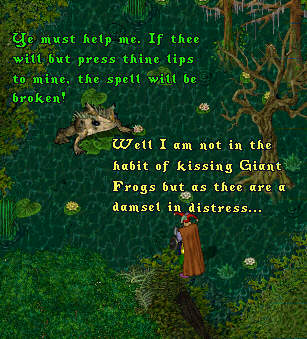 Ye must help me. If thee
will but press thine lips
to mine, the spell will be
broken!
Well I am not in the
habit of kissing Giant
Frogs but as thee are a
damsel in distress...